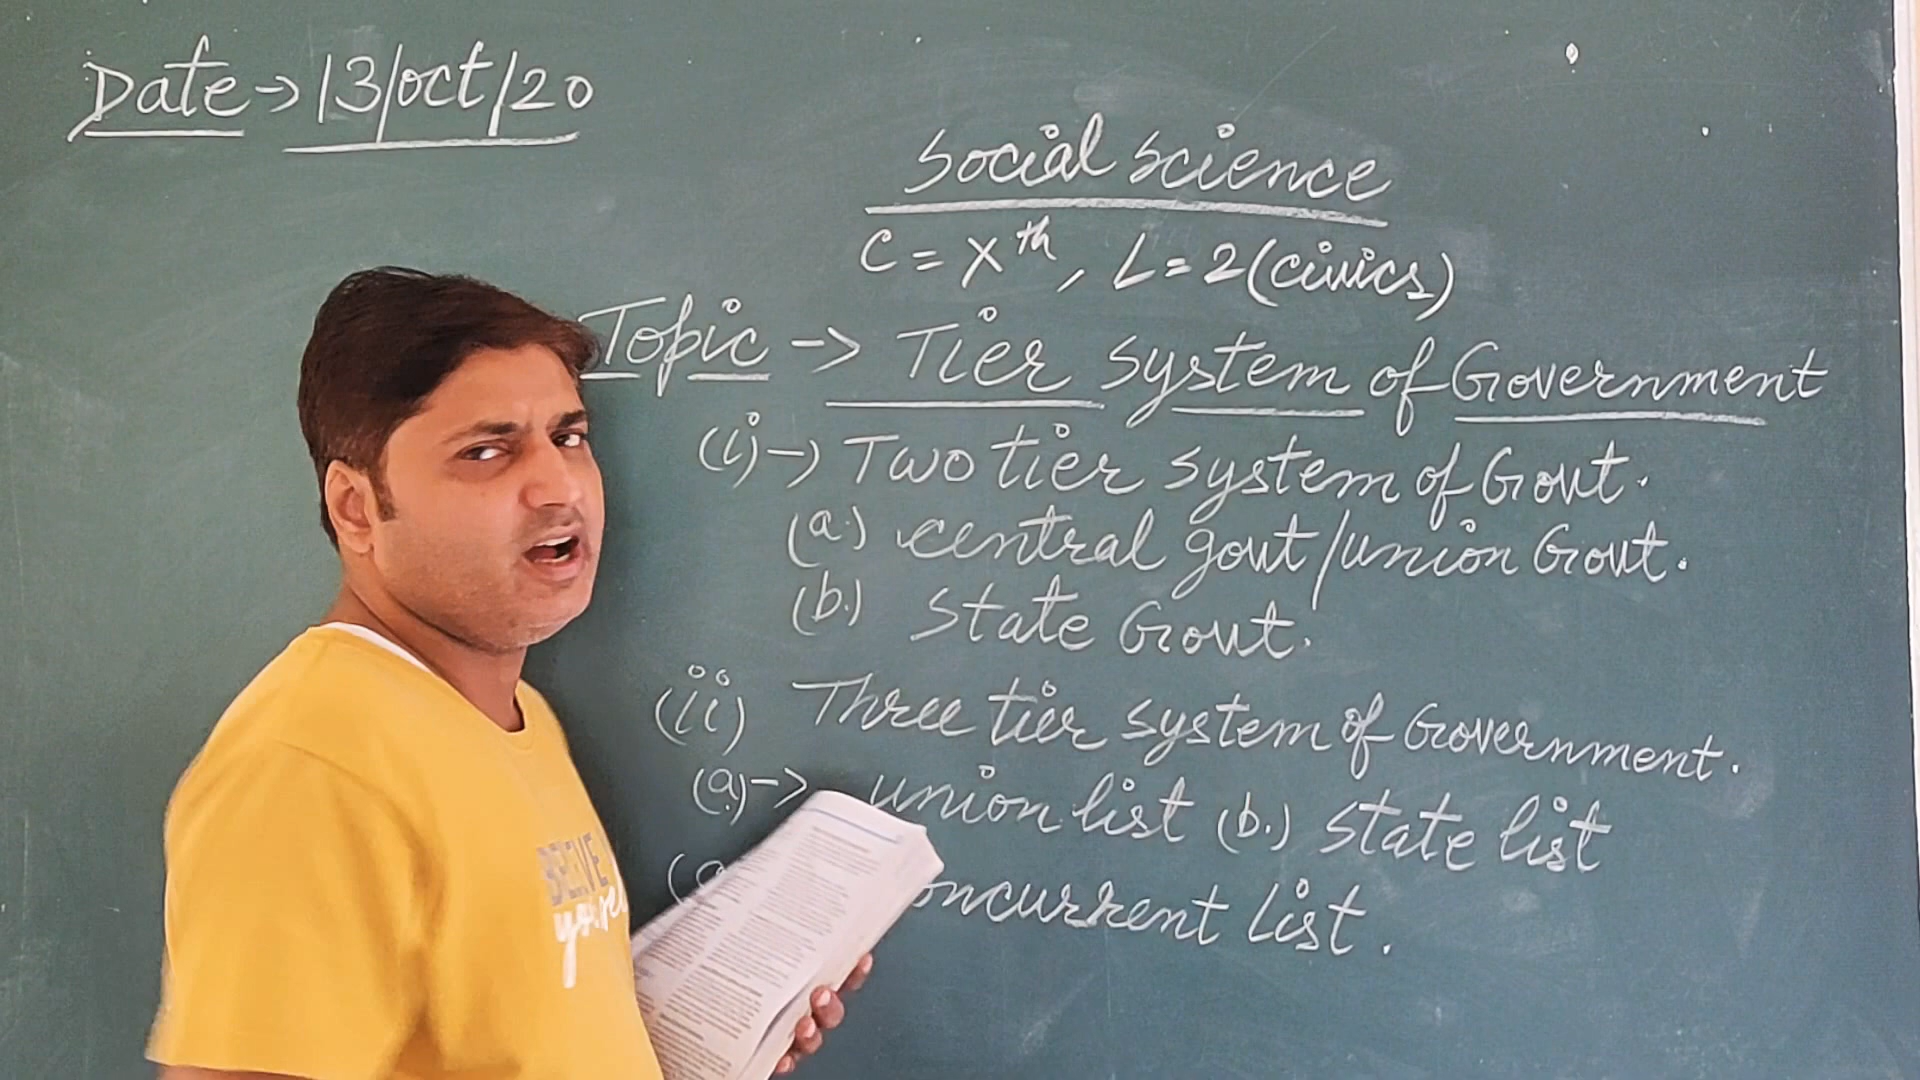 Date->13/oct/20
Social Science
C = Xth, L = 2 (civics)
Topic -> Tier System of Government
(i) -> Two tier System of Govt.
(a.) central govt/union Govt.
(b.) State Govt.
(ii) Three tier System of Government.
(a.) -> union list (b.) State list
list.
BELIEVE